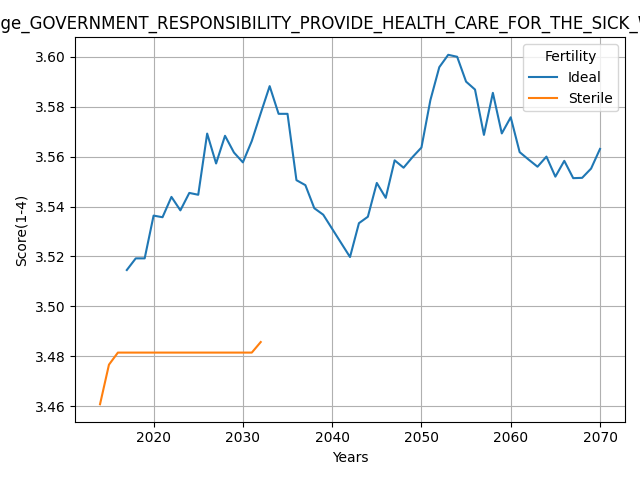 ge_GOVERNMENT_RESPONSIBILITY_PROVIDE_HEALTH_CARE_FOR_THE_SICK_
Fertility
Ideal
Sterile
Score(1-4)
3.60
3.58
3.56
3.54
3.52
3.50
3.48
3.46
2020 2030 2040 2050 2060 2070
Years